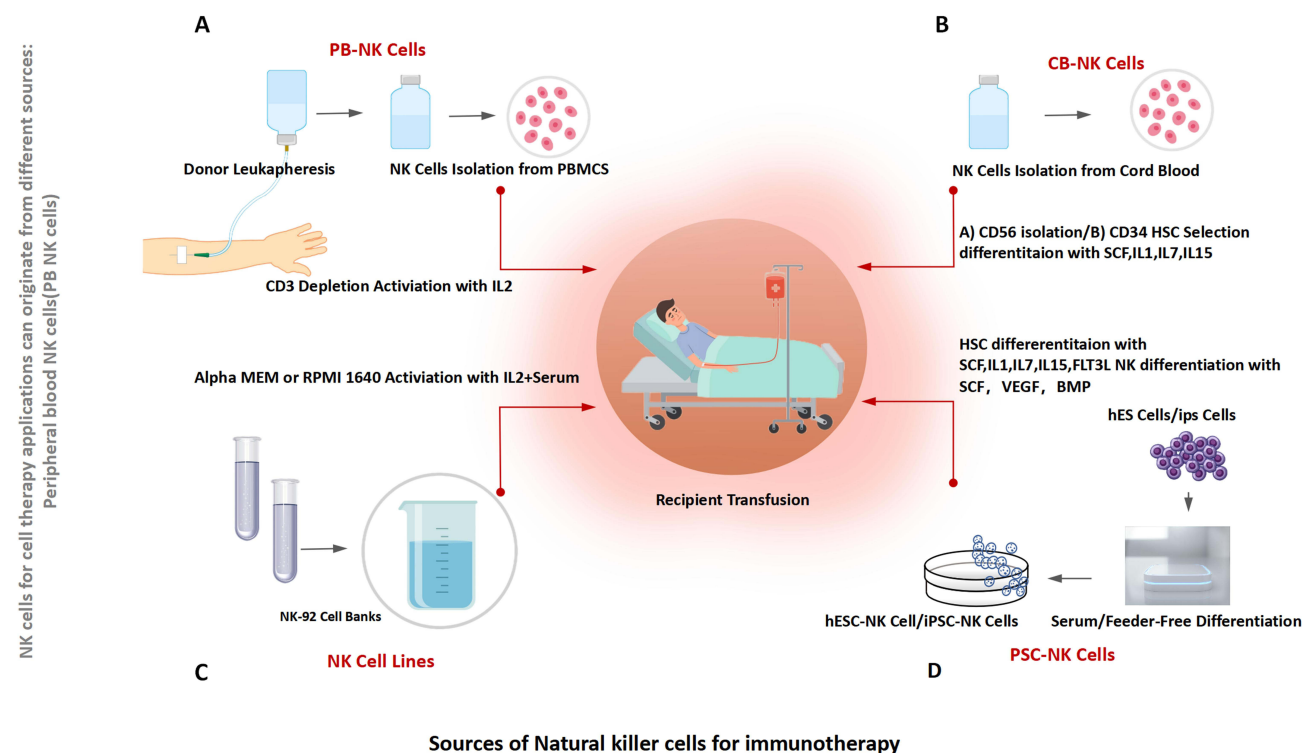 NK cells for cell therapy applications can originate from different sources:
Peripheral blood NK cells(PB NK cells)
A
PB-NK Cells
Donor Leukapheresis
NK Cells Isolation from PBMCS
CD3 Depletion Activiation with IL2
B
CB-NK Cells
NK Cells Isolation from Cord Blood
A) CD56 isolation/B) CD34 HSC Selection
differentitaion with SCF,IL1,IL7,IL15
Recipient Transfusion
Alpha MEM or RPMI 1640 Activiation with IL2+Serum
NK-92 Cell Banks
NK Cell Lines
C
HSC differerentitaion with
SCF,IL1,IL7,IL15,FLT3L NK differentiation with
SCF， VEGF， BMP
hES Cells/ips Cells
hESC-NK Cell/iPSC-NK Cells
Serum/Feeder-Free Differentiation
PSC-NK Cells
D
Sources of Natural killer cells for immunotherapy